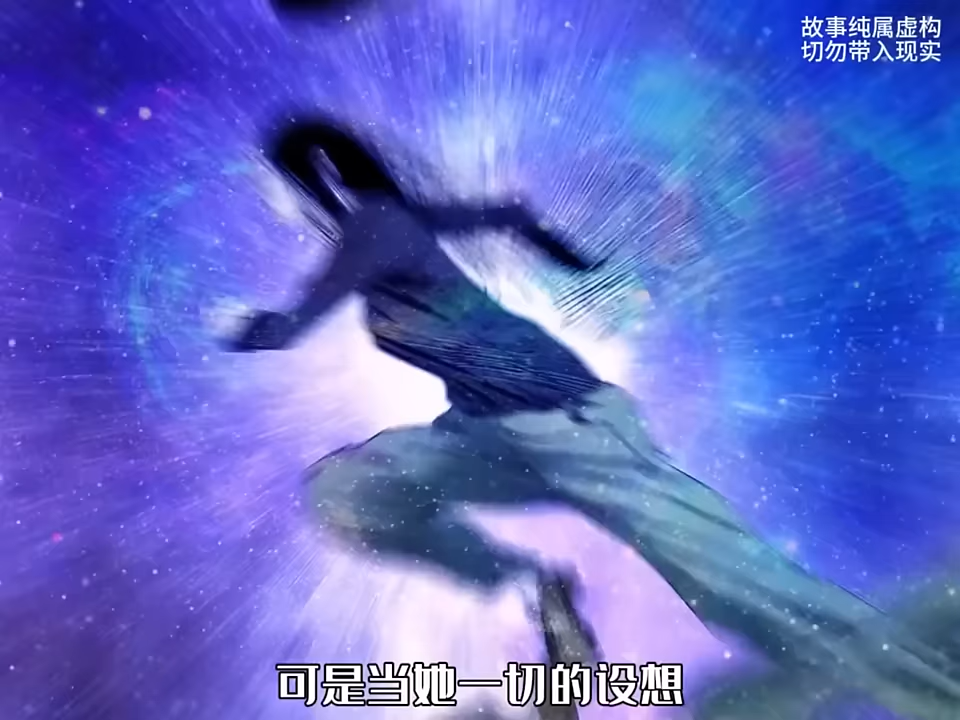 故事纯属虚构
切勿带入现实
可是当她一切的设想